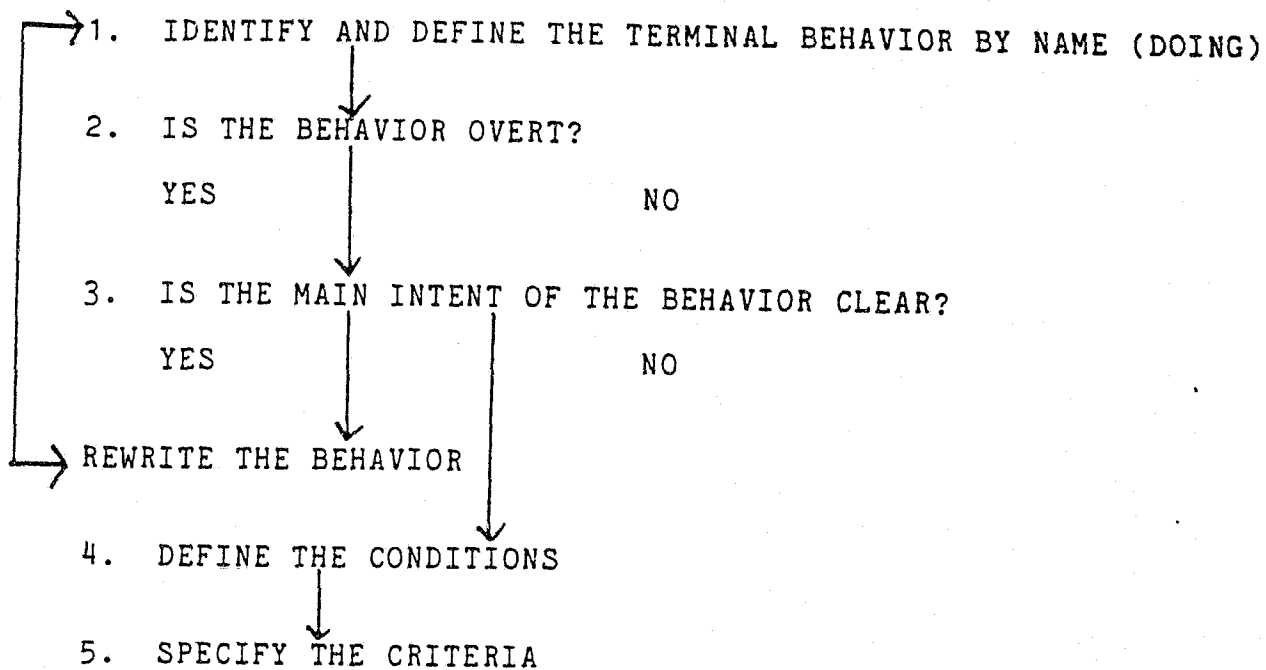 1. IDENTIFY AND DEFINE THE TERMINAL BEHAVIOR BY NAME (DOING)
2. IS THE BEHAVIOR OVERT?
YES NO
3. IS THE MAIN INTENT OF THE BEHAVIOR CLEAR?
YES NO
REWRITE THE BEHAVIOR
4. DEFINE THE CONDITIONS
5. SPECIFY THE CRITERIA